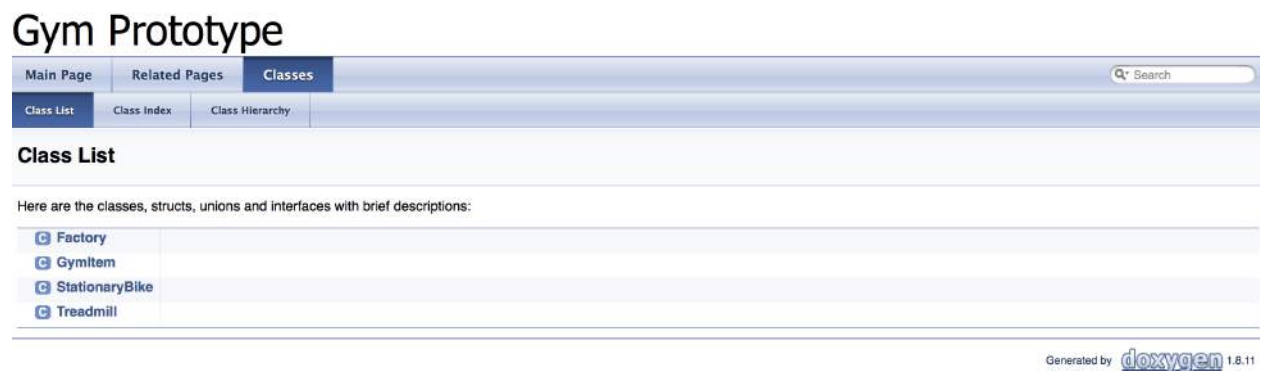 Gym Prototype
Main Page Related Pages Classes Search
Class List Class Index Class Hierarchy
Class List
Here are the classes, structs, unions and interfaces with brief descriptions:
C Factory
C GymItem
C StationaryBike
C Treadmill
Generated by doxygen 1.8.11